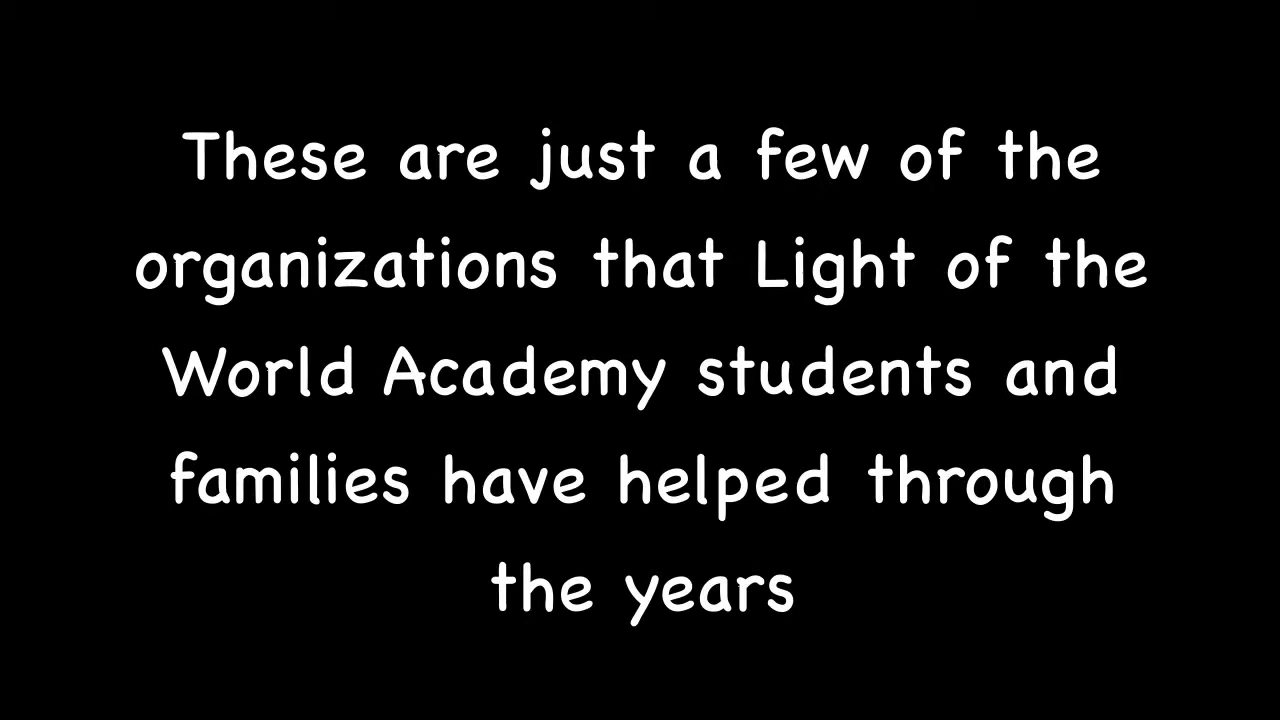 These are just a few of the
organizations that Light of the
World Academy students and
families have helped through
the years